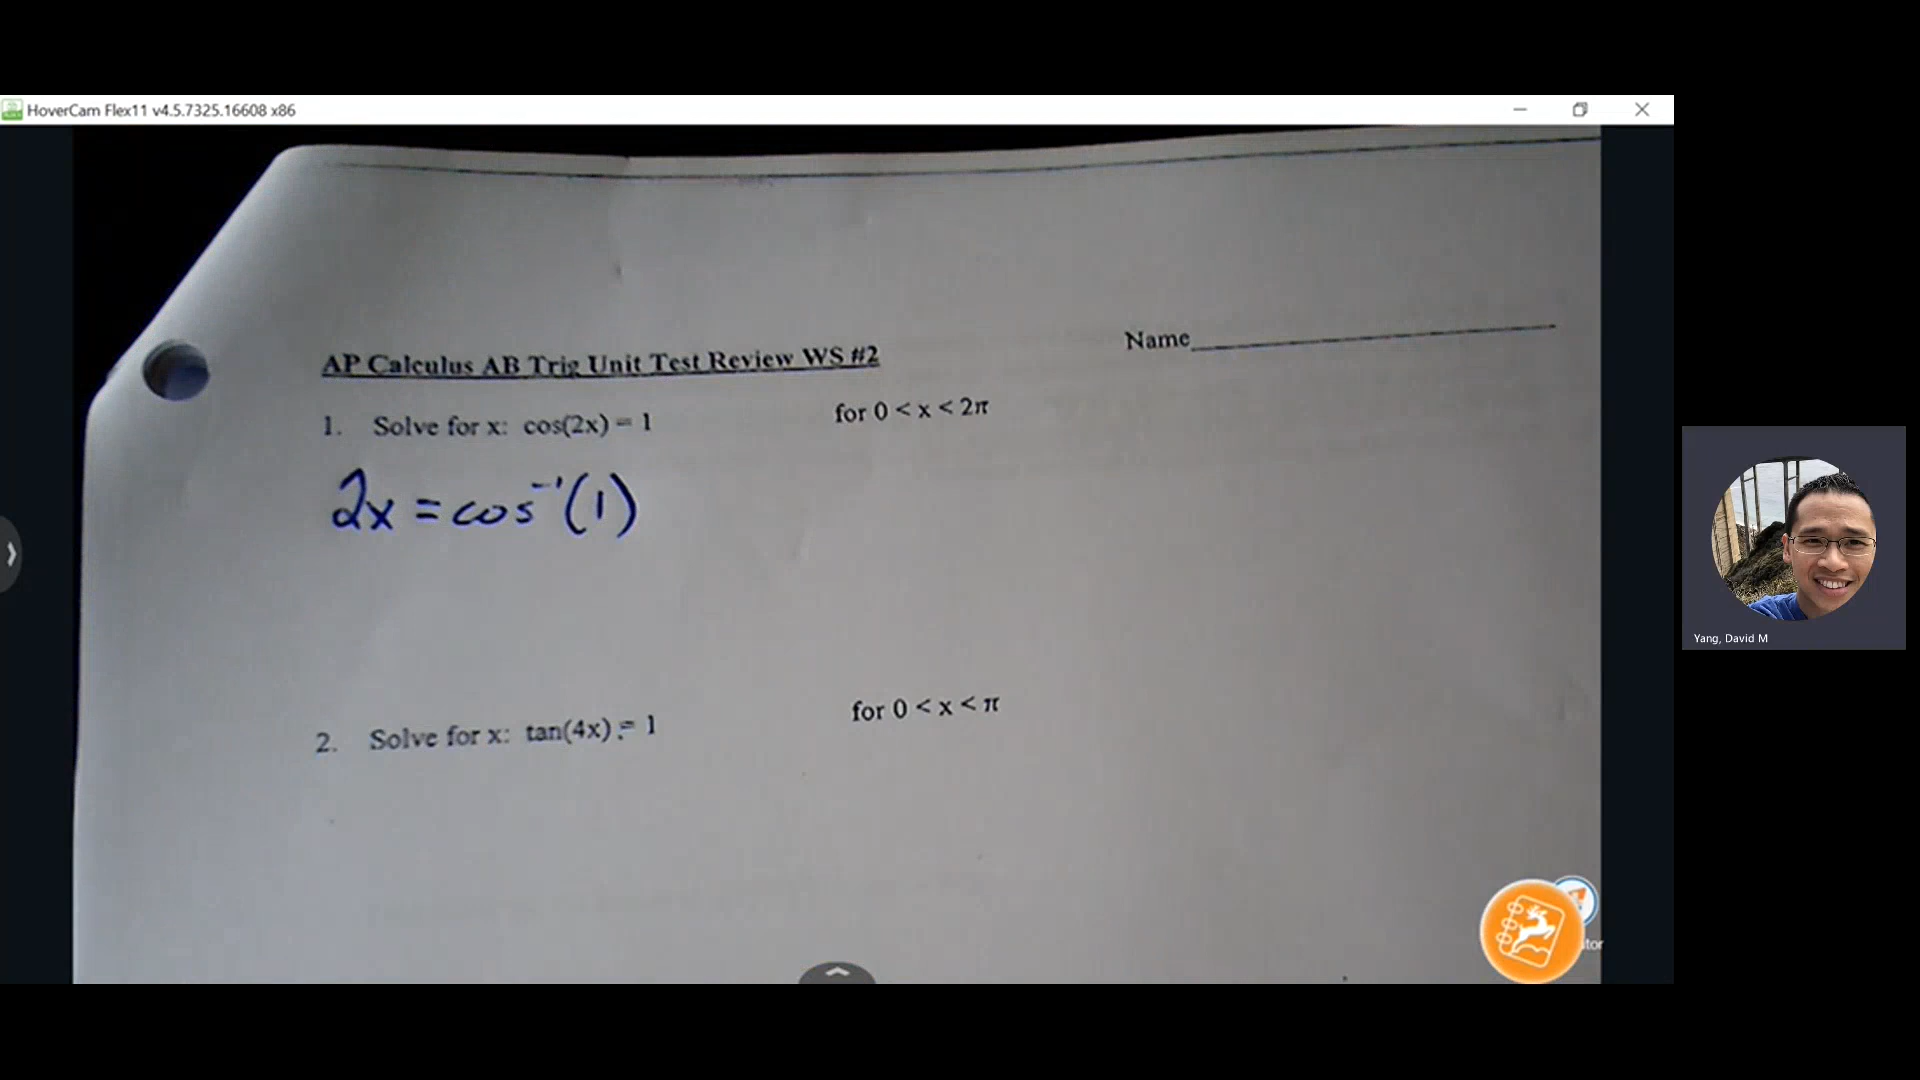 HoverCam Flex11 v4.5.7325.16608 x86
Name
AP Calculus AB Trig Unit Test Review WS #2
1. Solve for x: cos(2x) = 1 for 0 < x < 2π
2x = cos⁻¹(1)
2. Solve for x: tan(4x) = 1 for 0 < x < π
Yang, David M